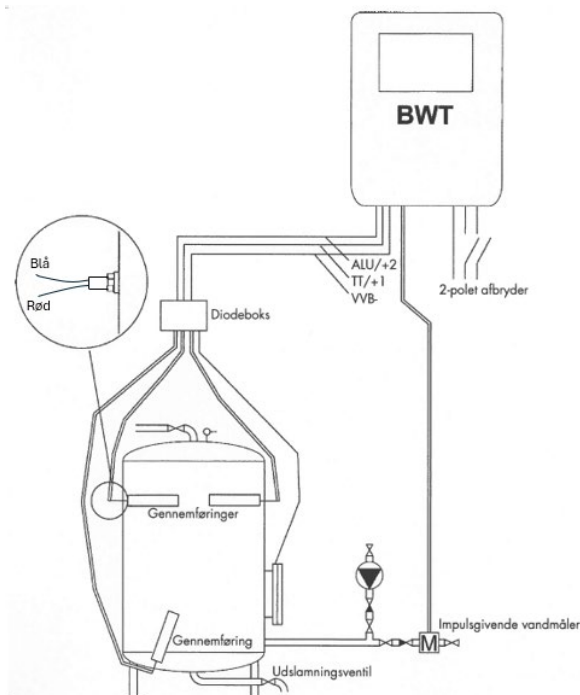 BWT
ALU/+2
TT/+1
VVB-
2-polet afbryder
Blå
Rød
Diodeboks
Gennemføringer
Gennemføring
Impulsgivende vandmåler
M
Udslamningsventil